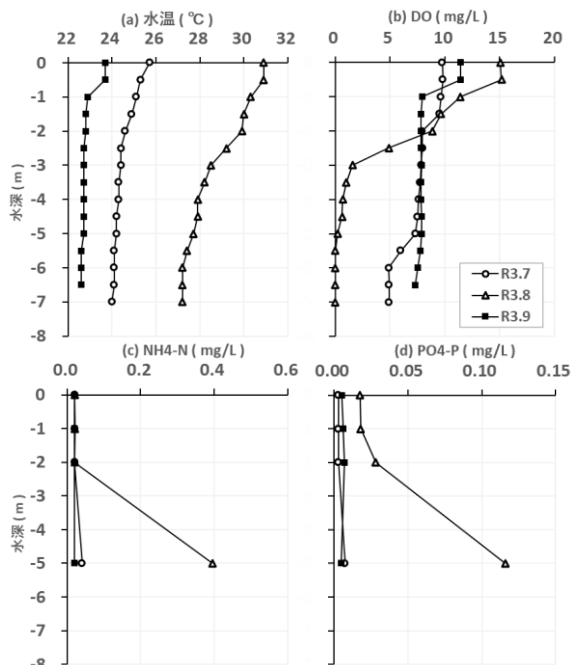 (a) 水温 ( ℃)
22 24 26 28 30 32
0
-1
-2
-3
-4
-5
-6
-7
-8
水深 ( m )
(b) DO ( mg/L )
0 5 10 15 20
R3.7
R3.8
R3.9
(c) NH4-N ( mg/L )
0.0 0.2 0.4 0.6
0
-1
-2
-3
-4
-5
-6
-7
-8
水深 ( m )
(d) PO4-P ( mg/L )
0.00 0.05 0.10 0.15